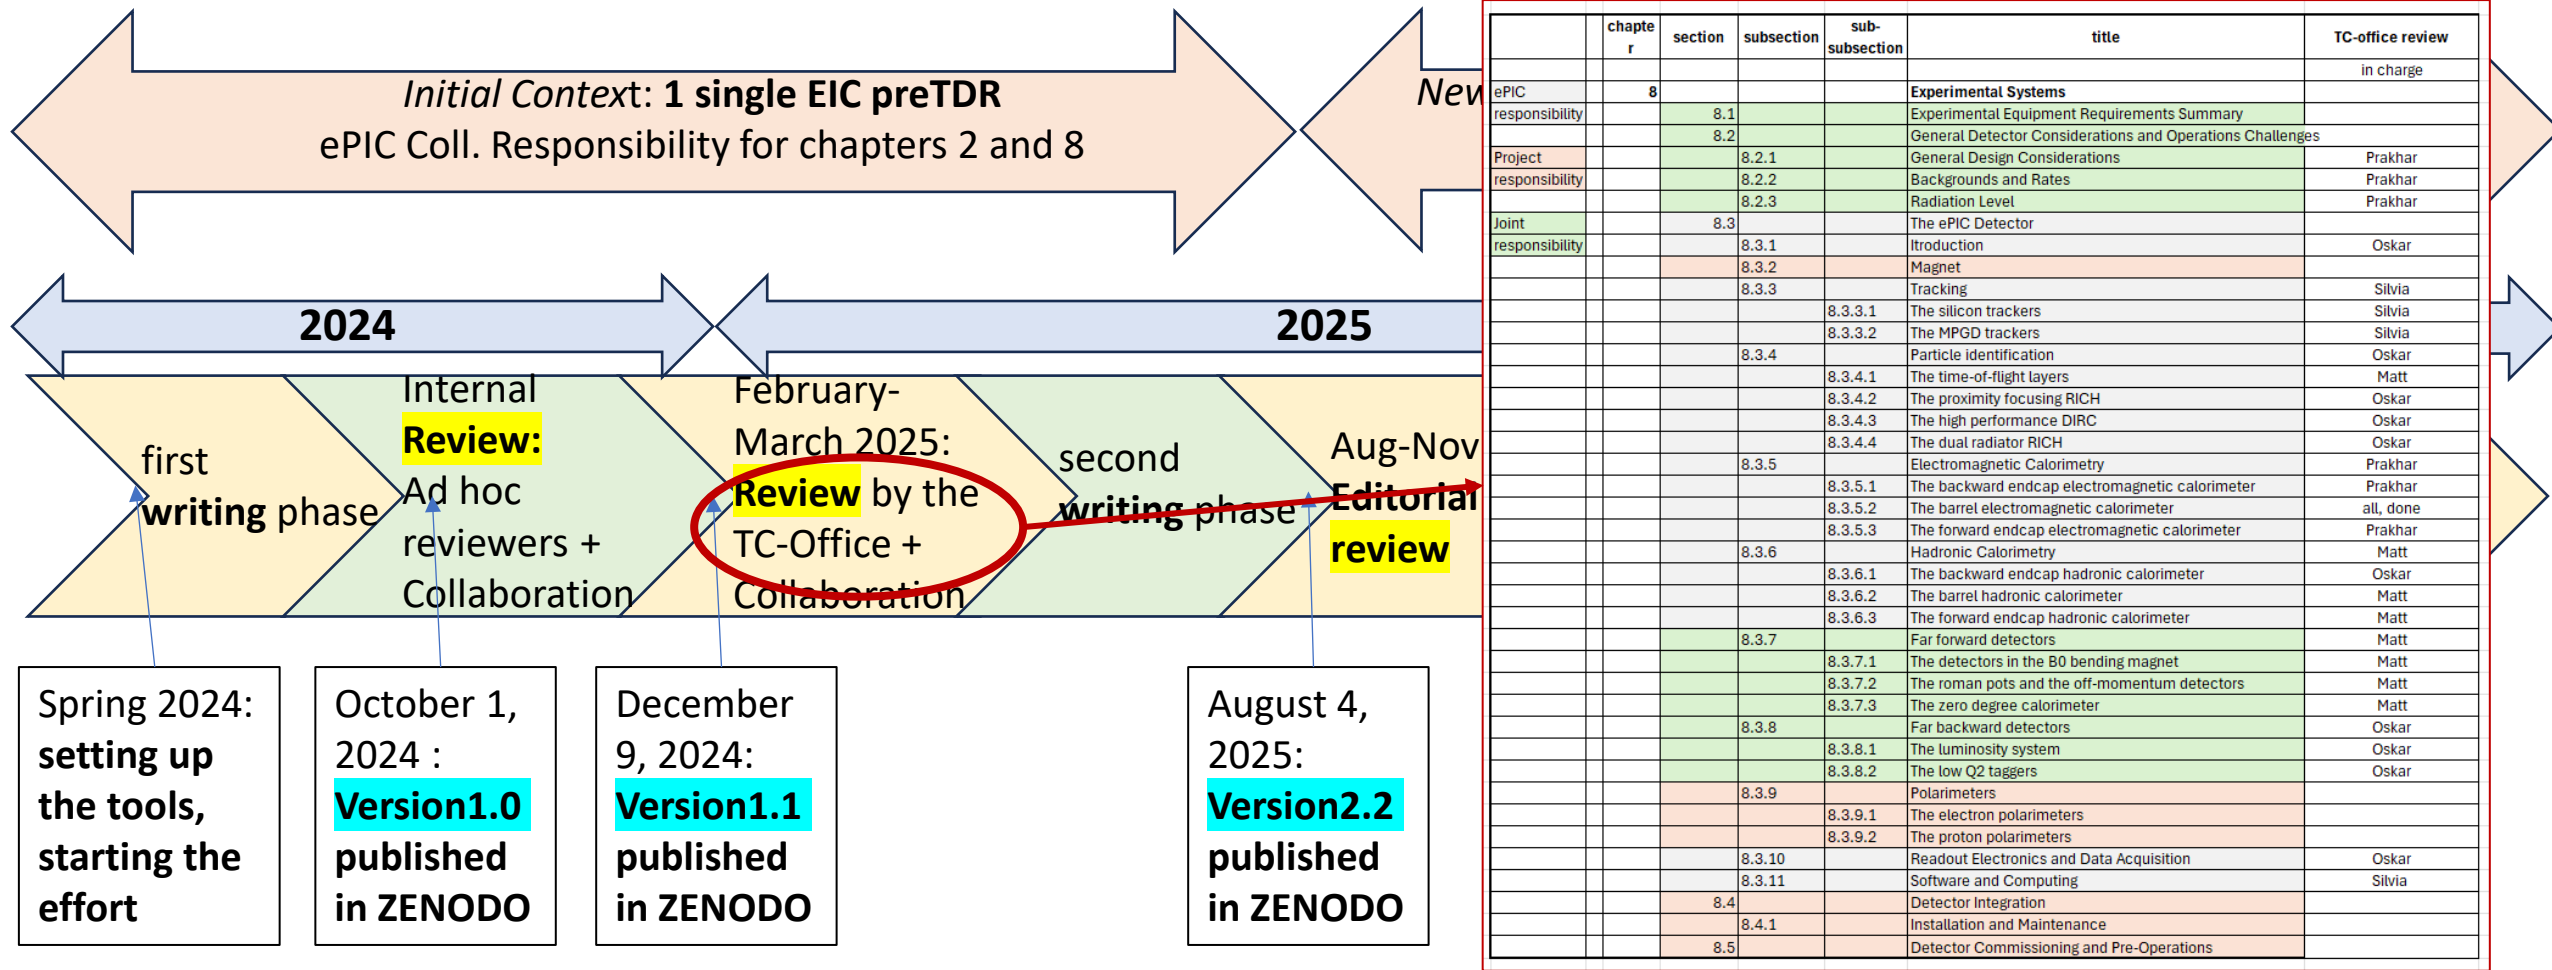 Initial Context: 1 single EIC preTDR
ePIC Coll. Responsibility for chapters 2 and 8
New
2024
2025
first
writing phase
Internal
Review:
Ad hoc
reviewers +
Collaboration
February-
March 2025:
Review by the
TC-Office +
Collaboration
second
writing phase
Aug-Nov
Editorial
review
Spring 2024:
setting up
the tools,
starting the
effort
October 1,
2024 :
Version1.0
published
in ZENODO
December
9, 2024:
Version1.1
published
in ZENODO
August 4,
2025:
Version2.2
published
in ZENODO
chapte
r section subsection sub-
subsection title TC-office review
in charge
ePIC 8 Experimental Systems
responsibility 8.1 Experimental Equipment Requirements Summary
8.2 General Detector Considerations and Operations Challenges
Project 8.2.1 General Design Considerations Prakhar
responsibility 8.2.2 Backgrounds and Rates Prakhar
8.2.3 Radiation Level Prakhar
Joint 8.3 The ePIC Detector
responsibility 8.3.1 Itroduction Oskar
8.3.2 Magnet
8.3.3 Tracking Silvia
8.3.3.1 The silicon trackers Silvia
8.3.3.2 The MPGD trackers Silvia
8.3.4 Particle identification Oskar
8.3.4.1 The time-of-flight layers Matt
8.3.4.2 The proximity focusing RICH Oskar
8.3.4.3 The high performance DIRC Oskar
8.3.4.4 The dual radiator RICH Oskar
8.3.5 Electromagnetic Calorimetry Prakhar
8.3.5.1 The backward endcap electromagnetic calorimeter Prakhar
8.3.5.2 The barrel electromagnetic calorimeter all, done
8.3.5.3 The forward endcap electromagnetic calorimeter Prakhar
8.3.6 Hadronic Calorimetry Matt
8.3.6.1 The backward endcap hadronic calorimeter Oskar
8.3.6.2 The barrel hadronic calorimeter Matt
8.3.6.3 The forward endcap hadronic calorimeter Matt
8.3.7 Far forward detectors Matt
8.3.7.1 The detectors in the B0 bending magnet Matt
8.3.7.2 The roman pots and the off-momentum detectors Matt
8.3.7.3 The zero degree calorimeter Matt
8.3.8 Far backward detectors Oskar
8.3.8.1 The luminosity system Oskar
8.3.8.2 The low Q2 taggers Oskar
8.3.9 Polarimeters
8.3.9.1 The electron polarimeters
8.3.9.2 The proton polarimeters
8.3.10 Readout Electronics and Data Acquisition Oskar
8.3.11 Software and Computing Silvia
8.4 Detector Integration
8.4.1 Installation and Maintenance
8.5 Detector Commissioning and Pre-Operations